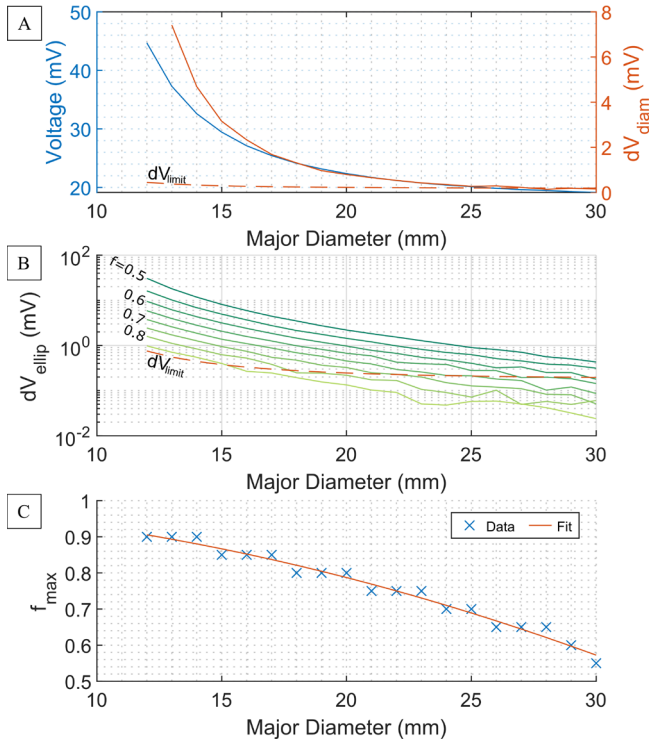 A
50
40
30
20
Voltage (mV)
8
6
4
2
0
dV_diam (mV)
dV_limit
10 15 20 25 30
Major Diameter (mm)
B
10^2
10^0
10^-2
dV_ellip (mV)
f=0.5
0.6
0.7
0.8
dV_limit
10 15 20 25 30
Major Diameter (mm)
C
1
0.9
0.8
0.7
0.6
0.5
f_max
Data Fit
10 15 20 25 30
Major Diameter (mm)